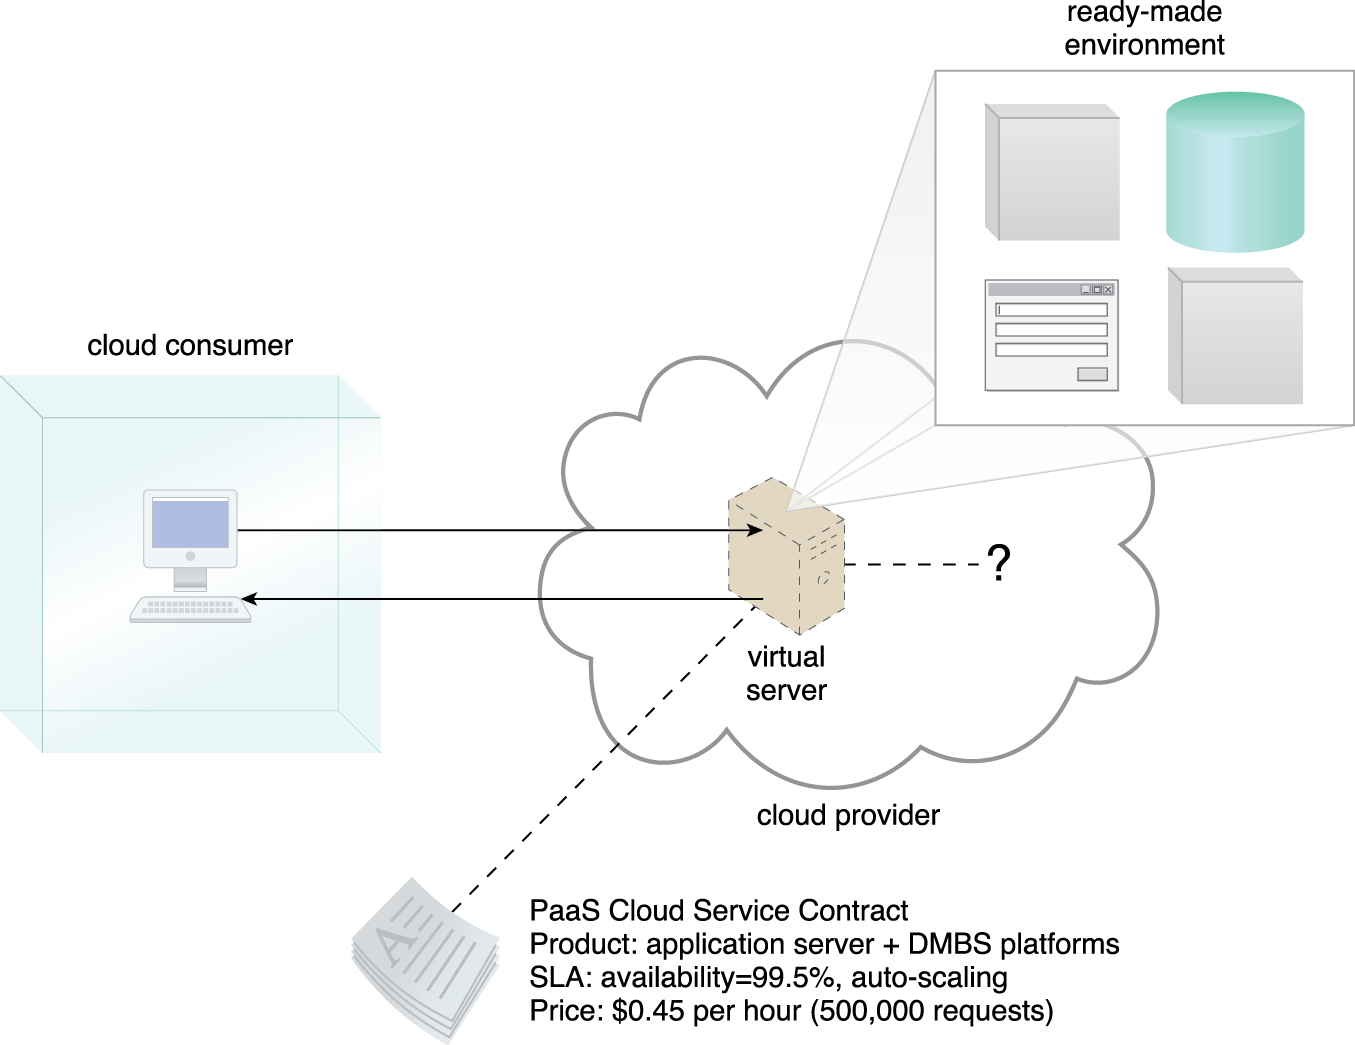 ready-made
environment
cloud consumer
?
virtual
server
cloud provider
A
PaaS Cloud Service Contract
Product: application server + DMBS platforms
SLA: availability=99.5%, auto-scaling
Price: $0.45 per hour (500,000 requests)